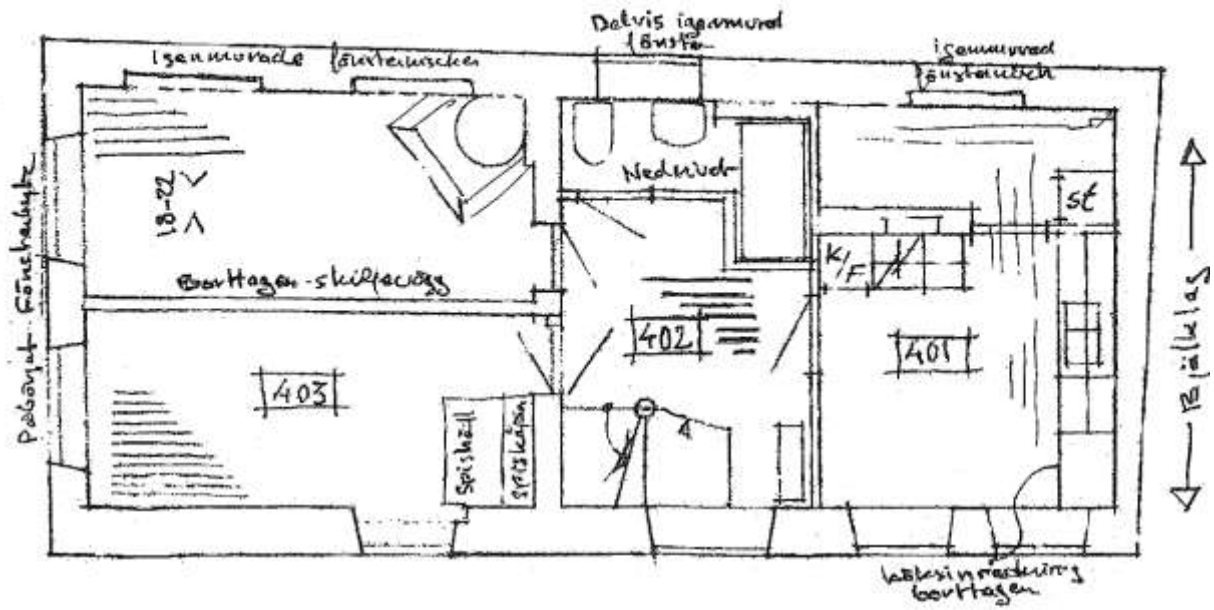 Delvis igenmurad
fönster
Igenmurade fönsternischer
igenmurad
fönsternisch
18-22
Nedsänkt
st
K/F
Borttagen skiljevägg
402
401
403
Spishäll
Spiskåpa
Påbörjat Fönsterbyte
Bjälklag
köksinredning
borttagen